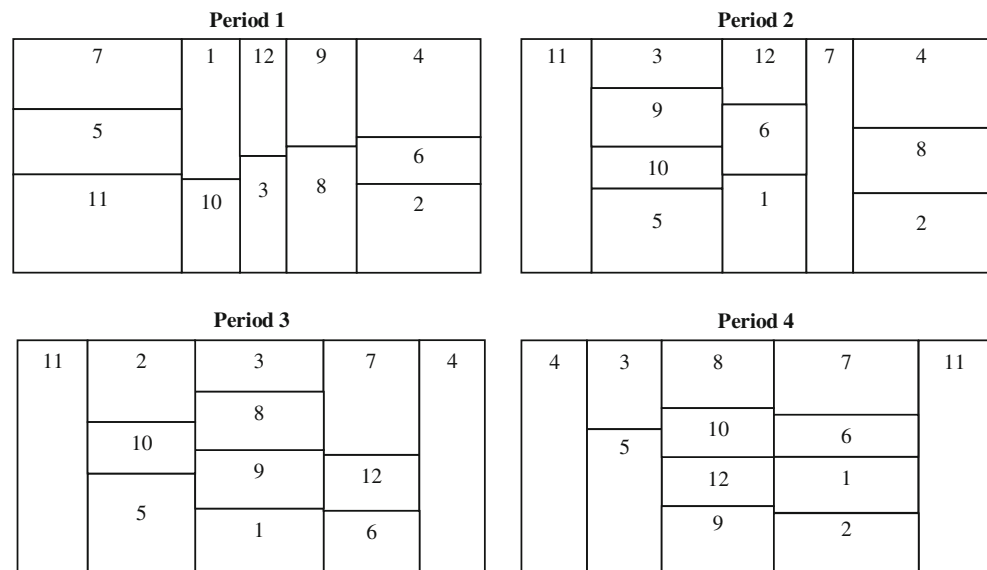 Period 1
7 1 12 9 4
5
6
11 10 3 8 2
Period 2
11 3 12 7 4
9 6
8
10 1
5 2
Period 3
11 2 3 7 4
8
10
9 12
5 1 6
Period 4
4 3 8 7 11
10 6
5
12 1
9 2